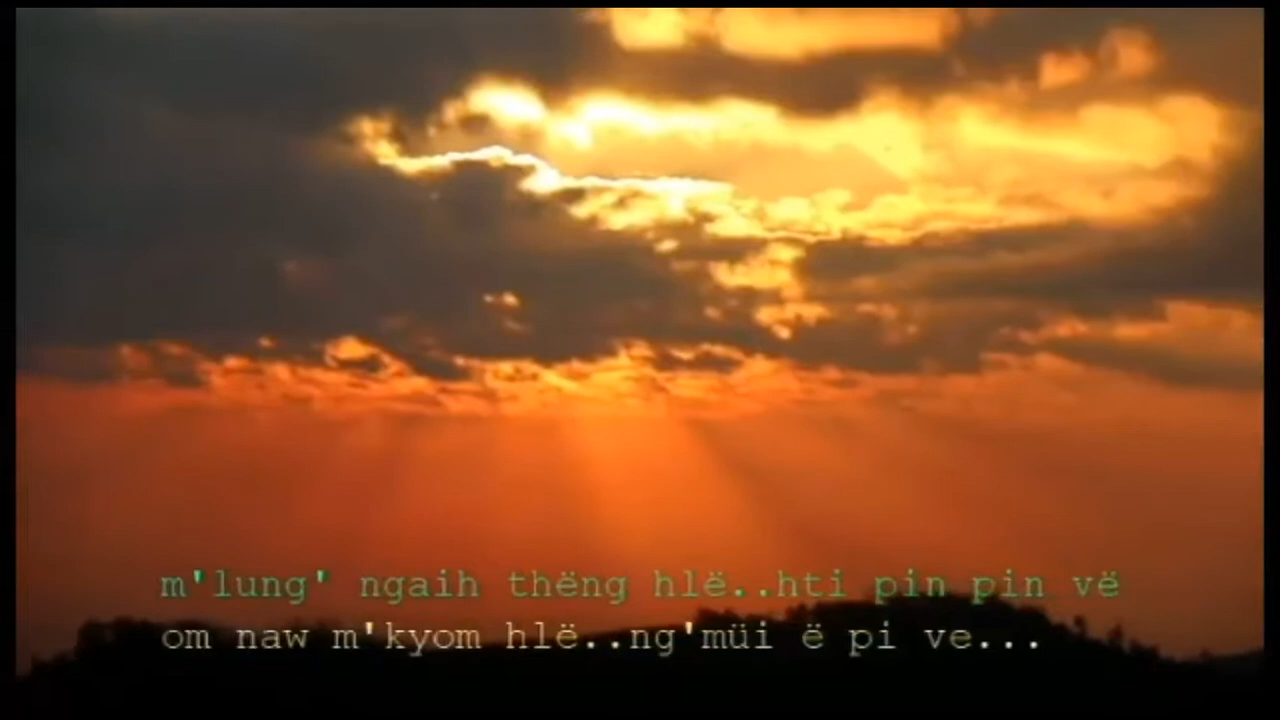 m'lung' ngaih thëng hlë..hti pin pin vë
om naw m'kyom hlë..ng'müi ë pi ve...